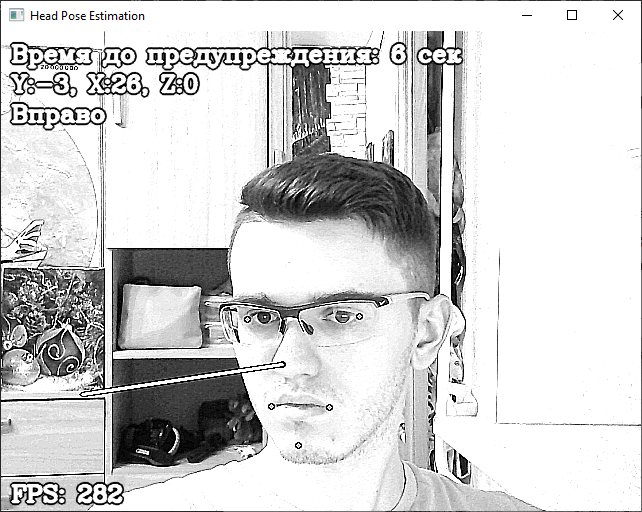 Head Pose Estimation
Время до предупреждения: 6 сек
Y:-3, X:26, Z:0
Вправо
FPS: 282